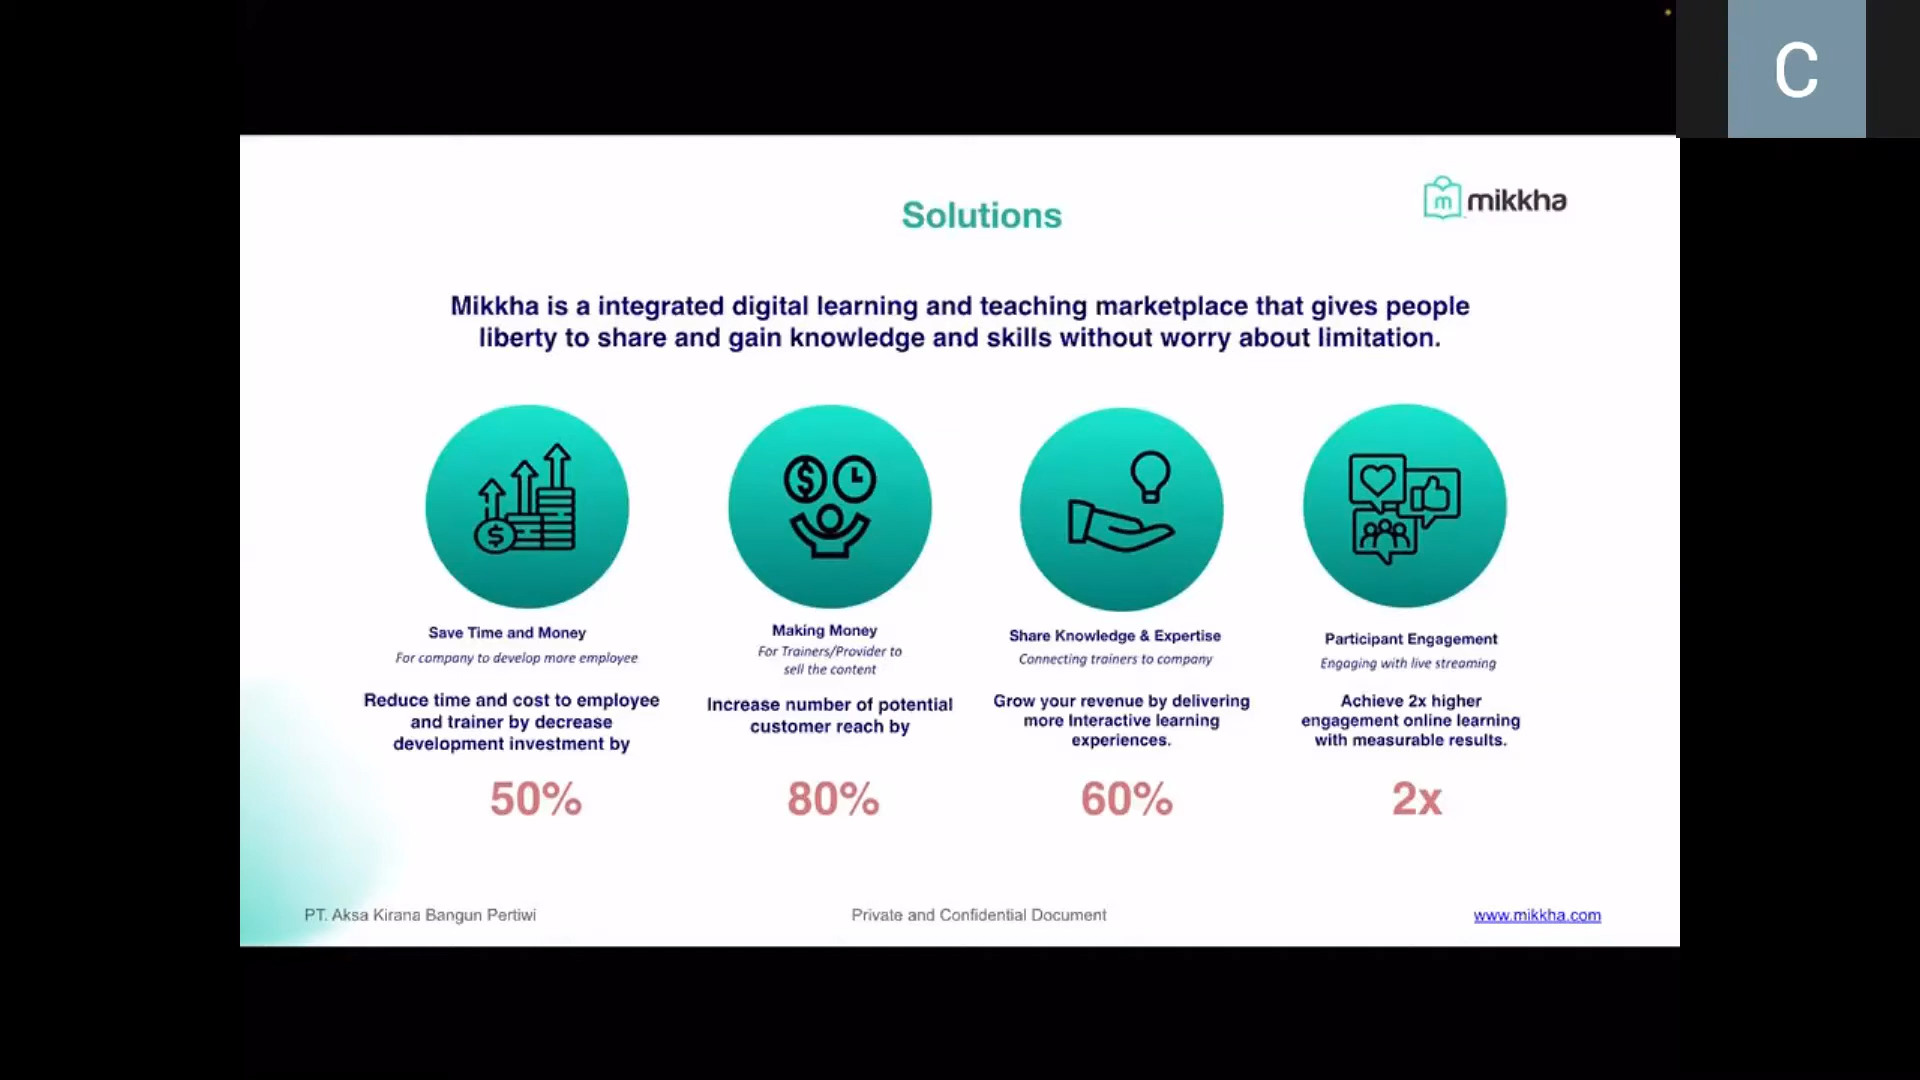 C
Solutions
mikkha
Mikkha is a integrated digital learning and teaching marketplace that gives people
liberty to share and gain knowledge and skills without worry about limitation.
Save Time and Money
For company to develop more employee
Reduce time and cost to employee
and trainer by decrease
development investment by
50%
Making Money
For Trainers/Provider to
sell the content
Increase number of potential
customer reach by
80%
Share Knowledge & Expertise
Connecting trainers to company
Grow your revenue by delivering
more Interactive learning
experiences.
60%
Participant Engagement
Engaging with live streaming
Achieve 2x higher
engagement online learning
with measurable results.
2x
PT. Aksa Kirana Bangun Pertiwi
Private and Confidential Document
www.mikkha.com